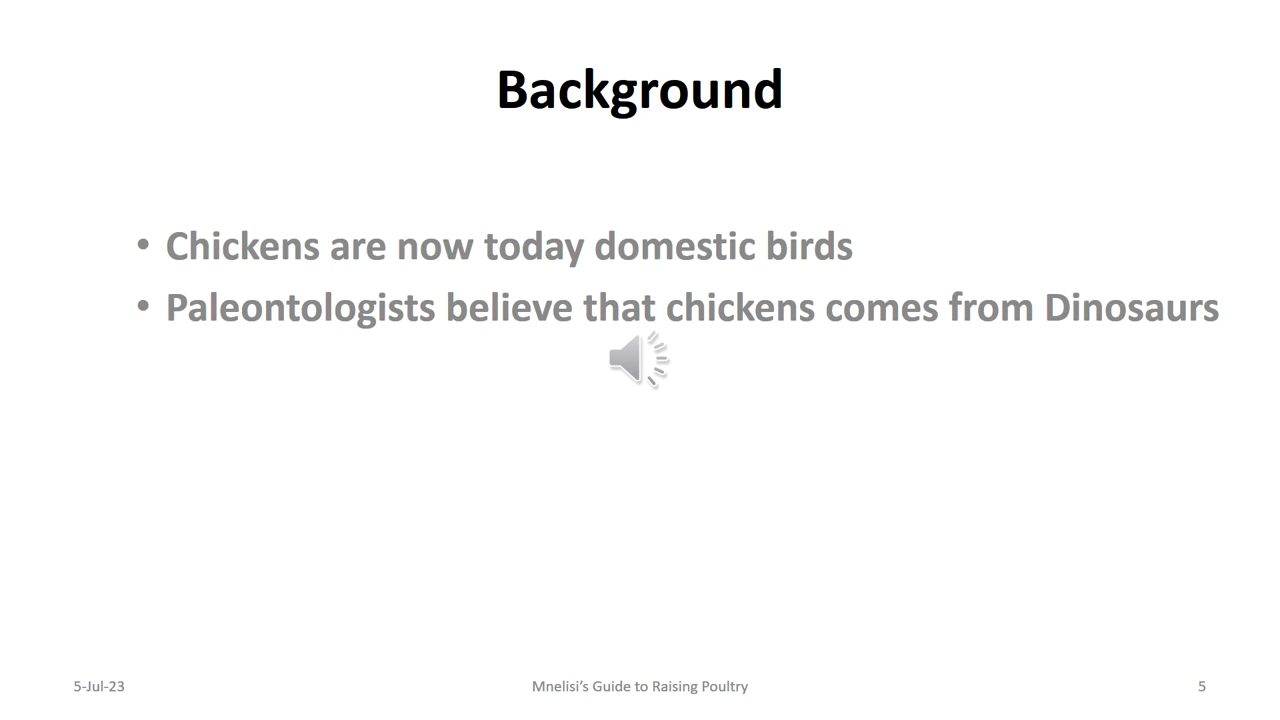 Background
• Chickens are now today domestic birds
• Paleontologists believe that chickens comes from Dinosaurs
5-Jul-23
Mnelisi’s Guide to Raising Poultry
5